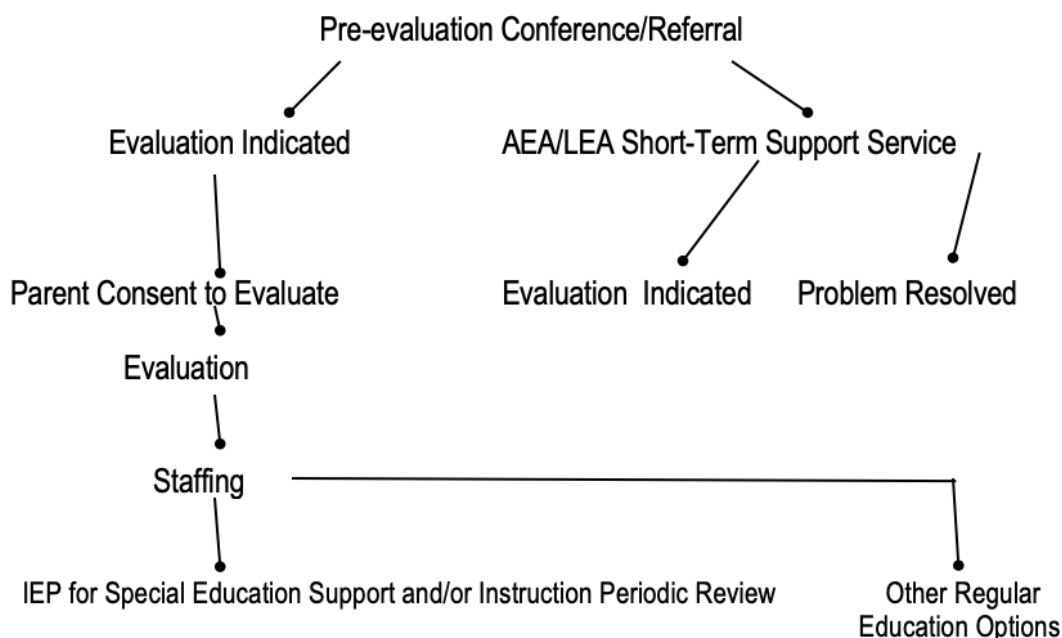 Pre-evaluation Conference/Referral
Evaluation Indicated
AEA/LEA Short-Term Support Service
Parent Consent to Evaluate
Evaluation Indicated
Problem Resolved
Evaluation
Staffing
IEP for Special Education Support and/or Instruction Periodic Review
Other Regular
Education Options